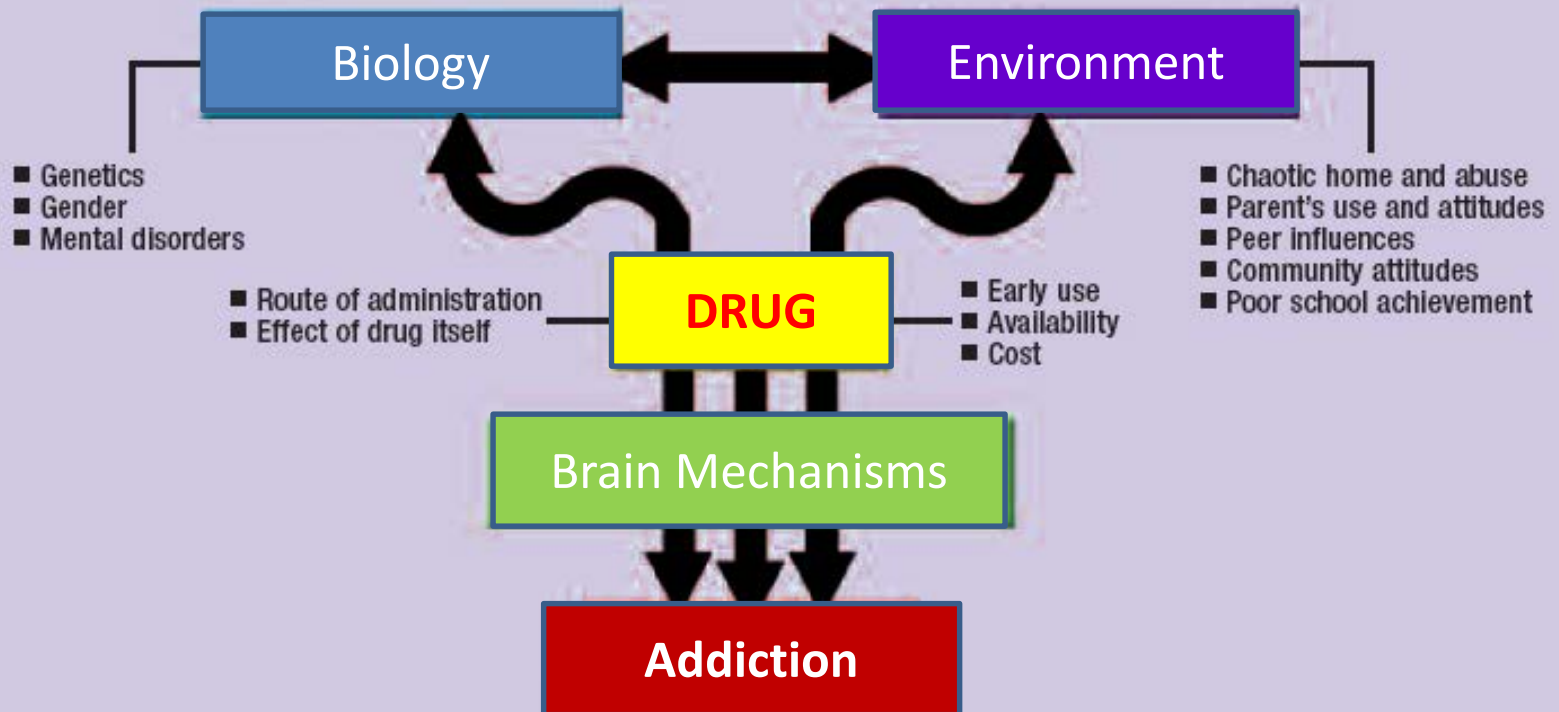 Biology
Environment
■ Genetics
■ Gender
■ Mental disorders
■ Chaotic home and abuse
■ Parent's use and attitudes
■ Peer influences
■ Community attitudes
■ Poor school achievement
■ Route of administration
■ Effect of drug itself
DRUG
■ Early use
■ Availability
■ Cost
Brain Mechanisms
Addiction